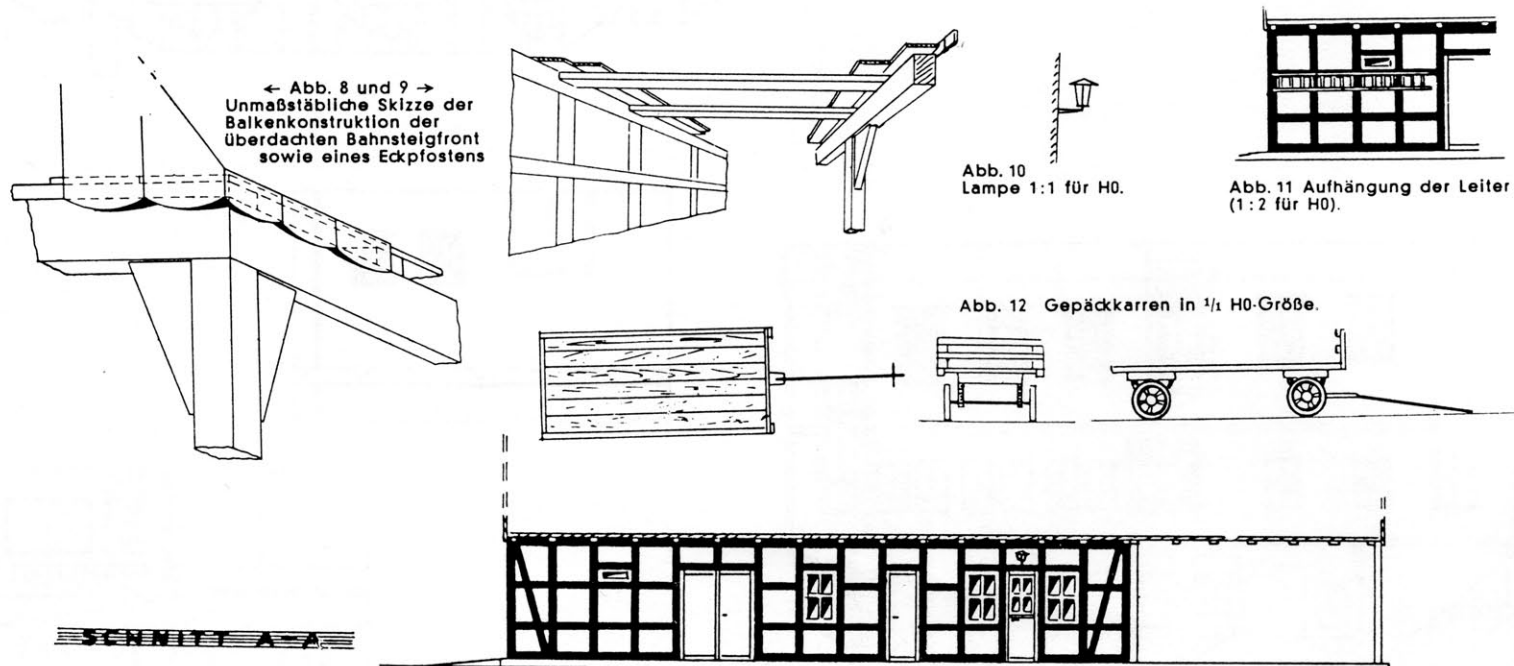 ← Abb. 8 und 9 →
Unmaßstäbliche Skizze der
Balkenkonstruktion der
überdachten Bahnsteigfront
sowie eines Eckpfostens
Abb. 10
Lampe 1:1 für H0.
Abb. 11 Aufhängung der Leiter
(1:2 für H0).
Abb. 12 Gepäckkarren in 1/1 H0-Größe.
SCHNITT A-A